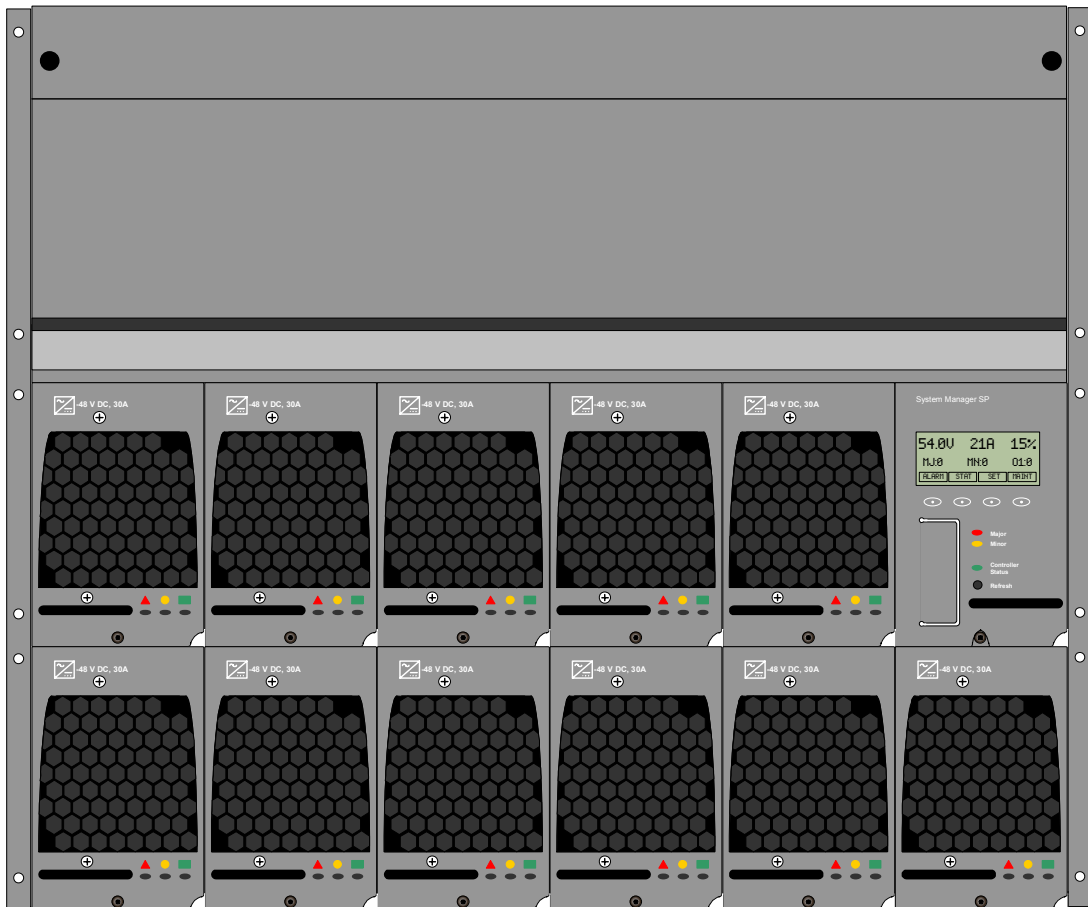 -48 V DC, 30A
-48 V DC, 30A
-48 V DC, 30A
-48 V DC, 30A
-48 V DC, 30A
System Manager SP
54.0V 21A 15%
MJ:0 MN:0 01:0
ALARM STAT SET MAINT
Major
Minor
Controller
Status
Refresh
-48 V DC, 30A
-48 V DC, 30A
-48 V DC, 30A
-48 V DC, 30A
-48 V DC, 30A
-48 V DC, 30A